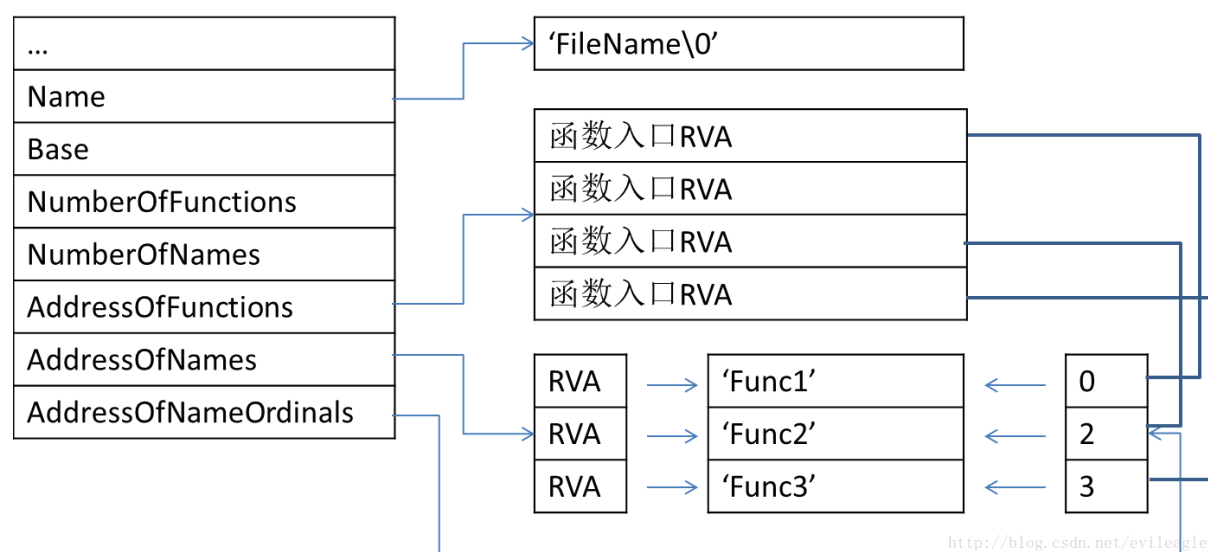 ...
Name
Base
NumberOfFunctions
NumberOfNames
AddressOfFunctions
AddressOfNames
AddressOfNameOrdinals
‘FileName\0’
函数入口RVA
函数入口RVA
函数入口RVA
函数入口RVA
RVA ‘Func1’ 0
RVA ‘Func2’ 2
RVA ‘Func3’ 3
http://blog.csdn.net/evileagle